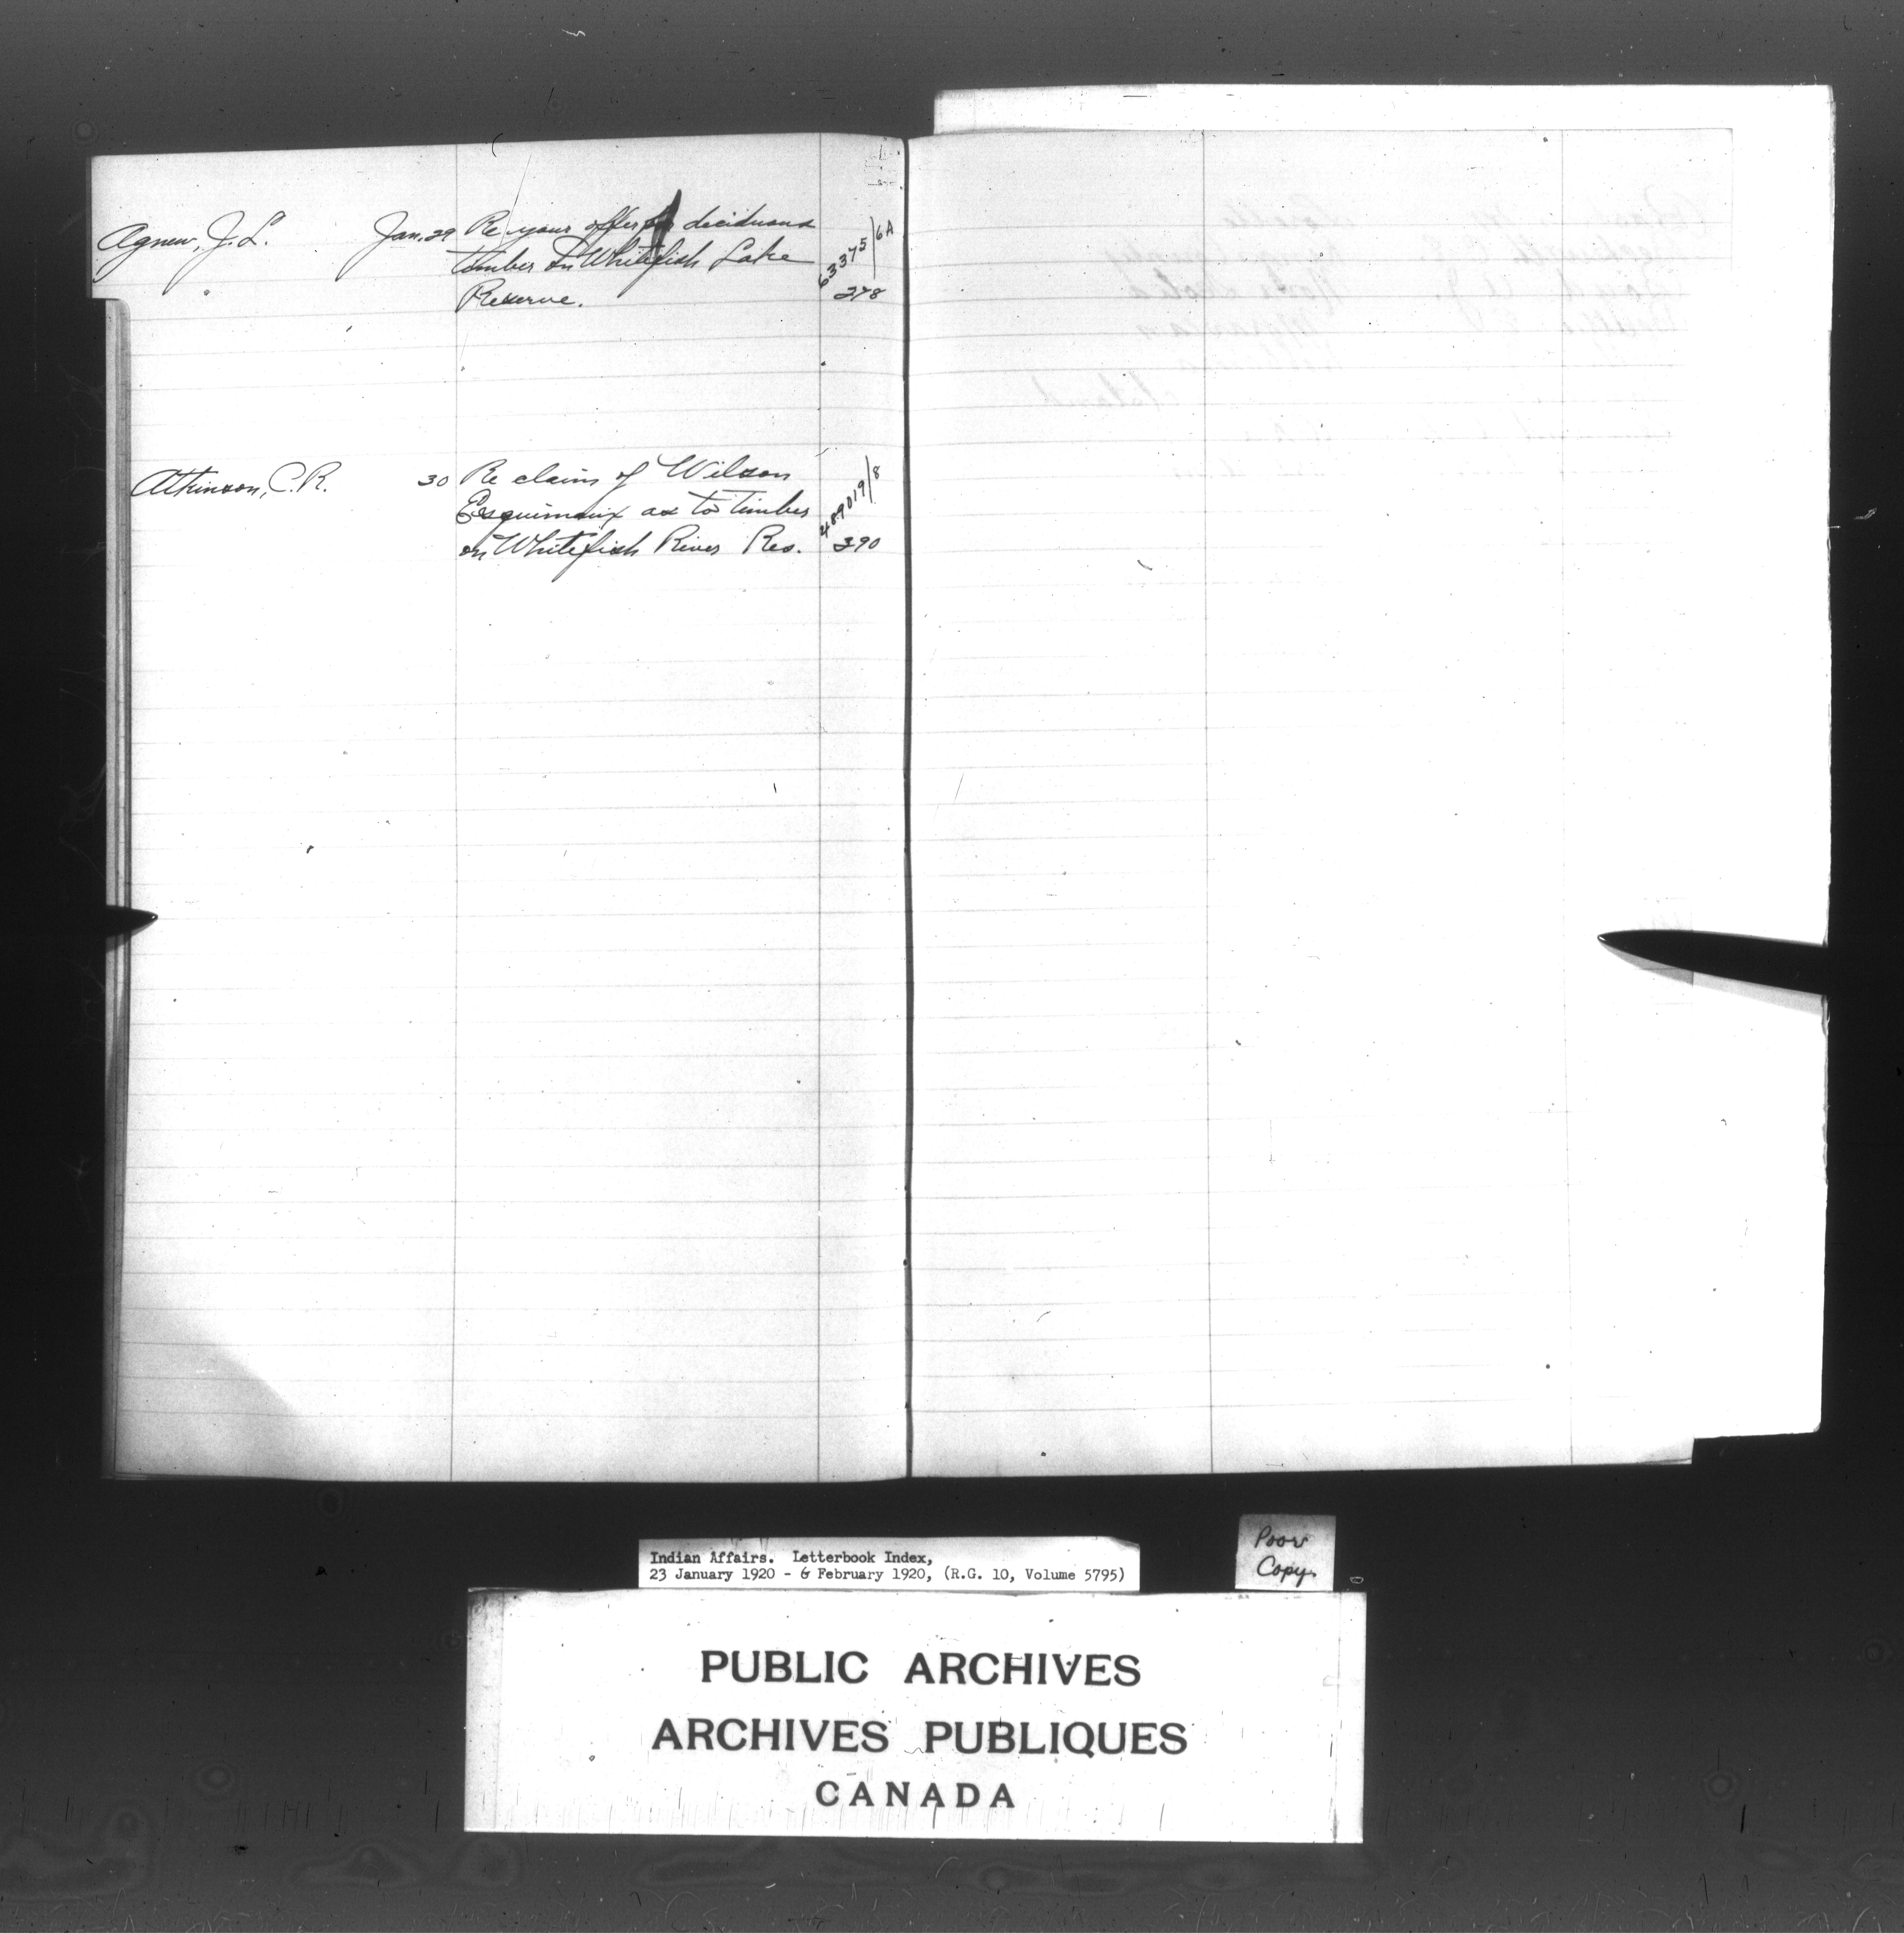 Agnew, J. L. Jan. 29 Re your offer for deciduous
timber on Whitefish Lake 63375/6A
Reserve. 278
Atkinson, C. R. 30 Re claim of Wilson
Esquimaux as to timber 489019/8
on Whitefish River Res. 390
Indian Affairs. Letterbook Index,
23 January 1920 - 6 February 1920, (R.G. 10, Volume 5795)
Poor
Copy.
PUBLIC ARCHIVES
ARCHIVES PUBLIQUES
CANADA